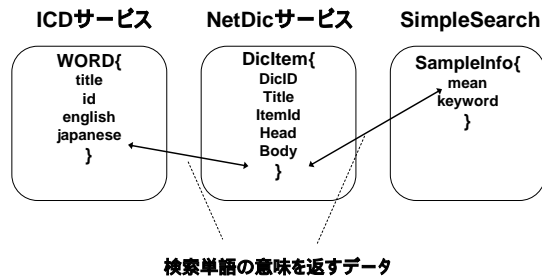 ICDサービス
NetDicサービス
SimpleSearch
WORD{
title
id
english
japanese
}
DicItem{
DicID
Title
ItemId
Head
Body
}
SampleInfo{
mean
keyword
}
検索単語の意味を返すデータ